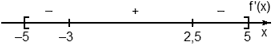 − + − f'(x)
−5 −3 2,5 5 x